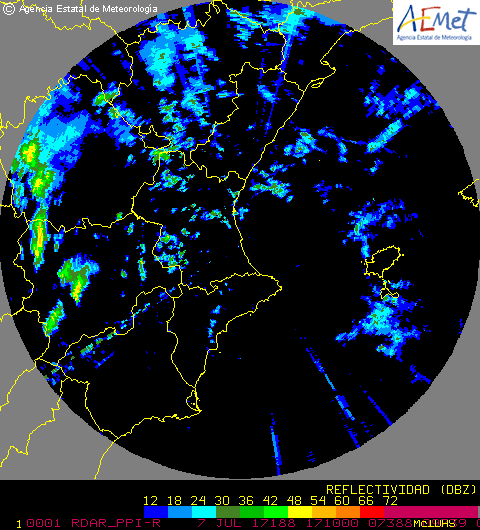 © Agencia Estatal de Meteorología
AEmet
Agencia Estatal de Meteorología
REFLECTIVIDAD (DBZ)
12 18 24 30 36 42 48 54 60 66 72
1 0001 RDAR_PPI-R 7 JUL 17188 171000 07388